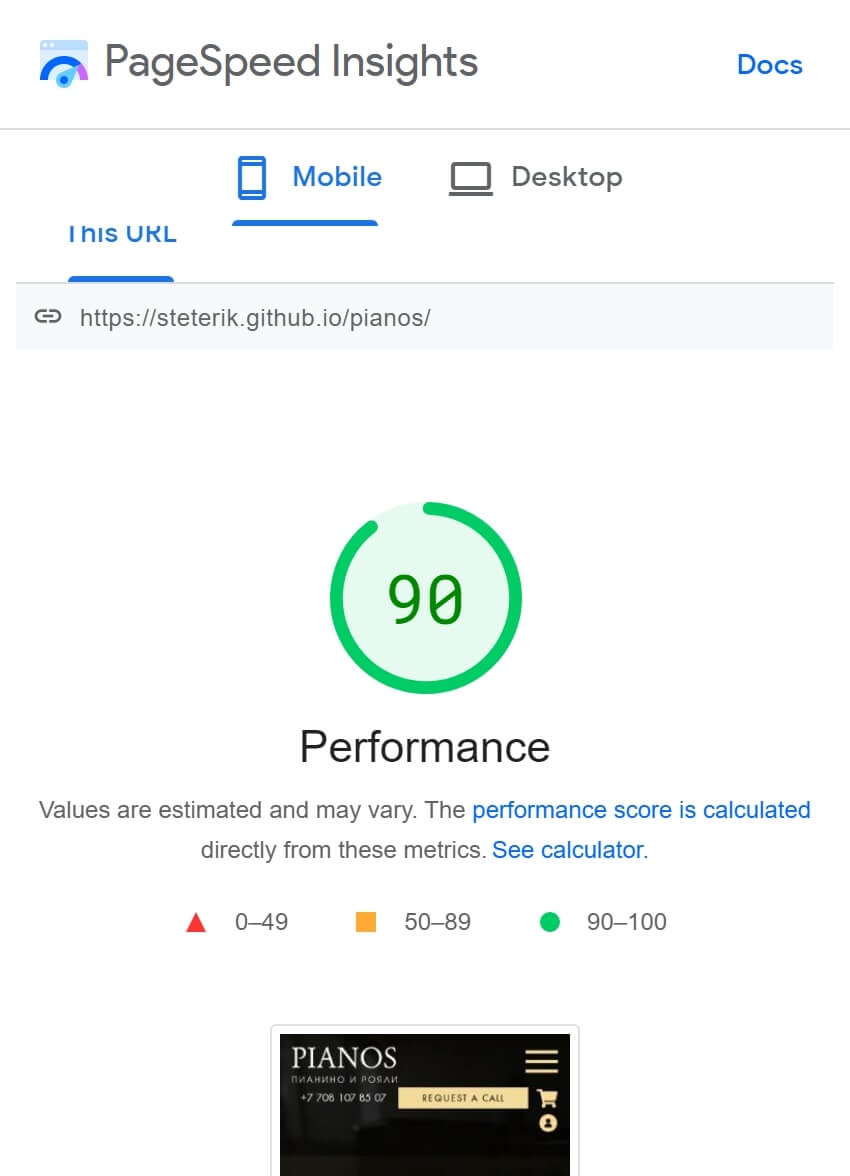 PageSpeed Insights
Docs
Mobile
Desktop
This URL
https://steterik.github.io/pianos/
90
Performance
Values are estimated and may vary. The performance score is calculated
directly from these metrics. See calculator.
0–49
50–89
90–100
PIANOS
ПИАНИНО И РОЯЛИ
+7 708 107 85 07
REQUEST A CALL